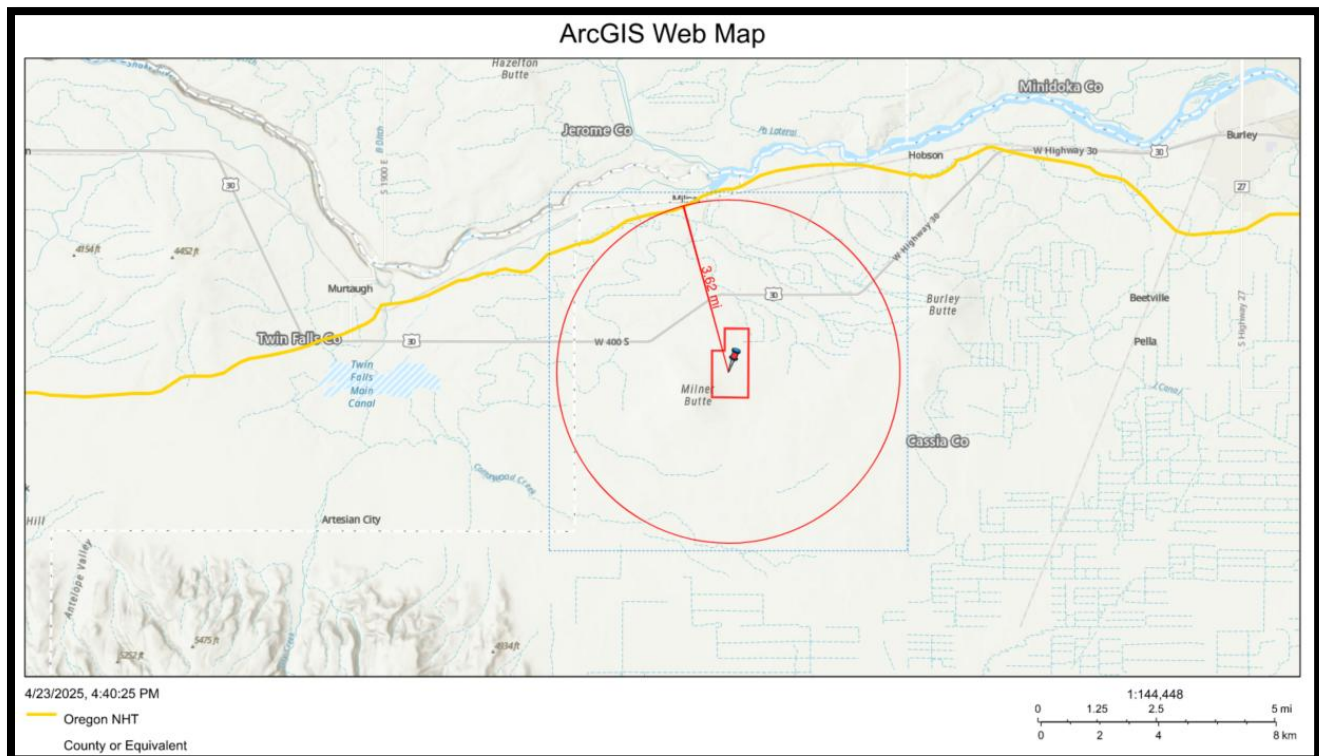 ArcGIS Web Map
Hazelton
Butte
Minidoka Co
Jerome Co
B Ditch
S 1900 E
Burley
Hobson
W Highway 30
30
27
30
4154 ft
4452 ft
W Highway 30
Murtaugh
3.62 mi
30
Burley
Butte
Beetville
S Highway 27
Twin Falls Co
30
W 400 S
Pella
Twin
Falls
Main
Canal
Milner
Butte
J Canal
Cassia Co
Cottonwood Creek
Hill
Artesian City
Antelope Valley
5475 ft
5252 ft
4934 ft
4/23/2025, 4:40:25 PM
Oregon NHT
County or Equivalent
1:144,448
0 1.25 2.5 5 mi
0 2 4 8 km